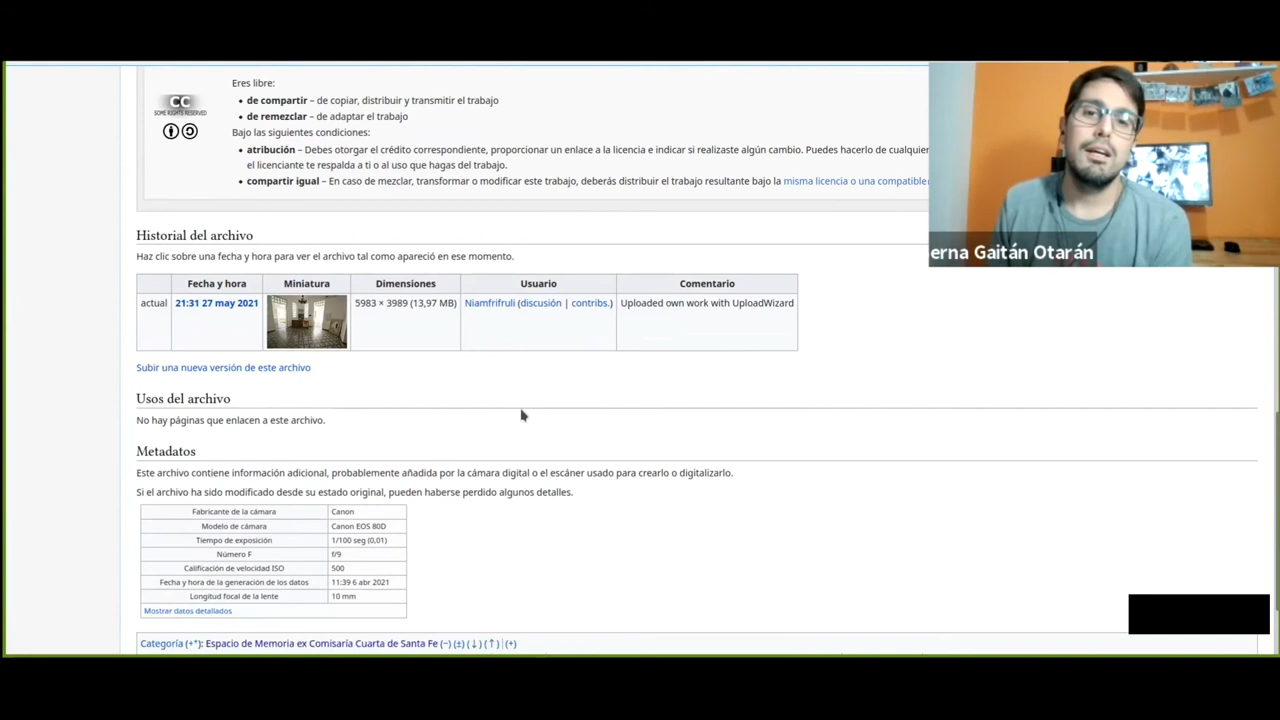 Eres libre:
• de compartir – de copiar, distribuir y transmitir el trabajo
• de remezclar – de adaptar el trabajo
Bajo las siguientes condiciones:
• atribución – Debes otorgar el crédito correspondiente, proporcionar un enlace a la licencia e indicar si realizaste algún cambio. Puedes hacerlo de cualquier
el licenciante te respalda a ti o al uso que hagas del trabajo.
• compartir igual – En caso de mezclar, transformar o modificar este trabajo, deberás distribuir el trabajo resultante bajo la misma licencia o una compatible
CC
SOME RIGHTS RESERVED
erna Gaitán Otarán
Historial del archivo
Haz clic sobre una fecha y hora para ver el archivo tal como apareció en ese momento.
Fecha y hora Miniatura Dimensiones Usuario Comentario
actual 21:31 27 may 2021 5983 × 3989 (13,97 MB) Niamfrifruli (discusión | contribs.) Uploaded own work with UploadWizard
Subir una nueva versión de este archivo
Usos del archivo
No hay páginas que enlacen a este archivo.
Metadatos
Este archivo contiene información adicional, probablemente añadida por la cámara digital o el escáner usado para crearlo o digitalizarlo.
Si el archivo ha sido modificado desde su estado original, pueden haberse perdido algunos detalles.
Fabricante de la cámara Canon
Modelo de cámara Canon EOS 80D
Tiempo de exposición 1/100 seg (0,01)
Número F f/9
Calificación de velocidad ISO 500
Fecha y hora de la generación de los datos 11:39 6 abr 2021
Longitud focal de la lente 10 mm
Mostrar datos detallados
Categoría (+⁺): Espacio de Memoria ex Comisaría Cuarta de Santa Fe (−) (±) (↓) (↑) | (+)